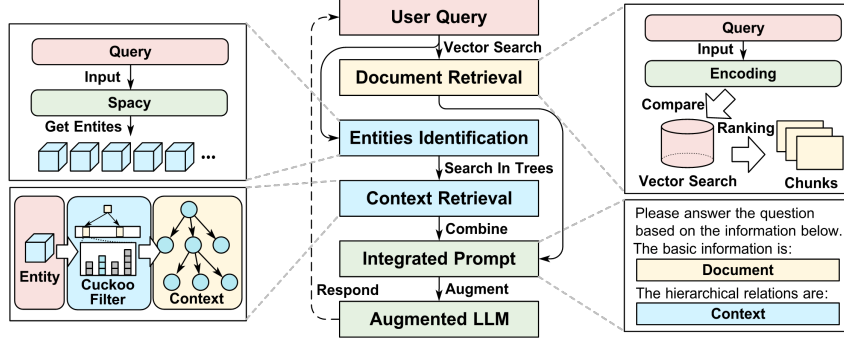 Query
Input
Spacy
Get Entites
...
Entity
Cuckoo
Filter
Context
User Query
Vector Search
Document Retrieval
Entities Identification
Search In Trees
Context Retrieval
Combine
Integrated Prompt
Respond
Augment
Augmented LLM
Query
Input
Encoding
Compare
Ranking
Vector Search
Chunks
Please answer the question
based on the information below.
The basic information is:
Document
The hierarchical relations are:
Context